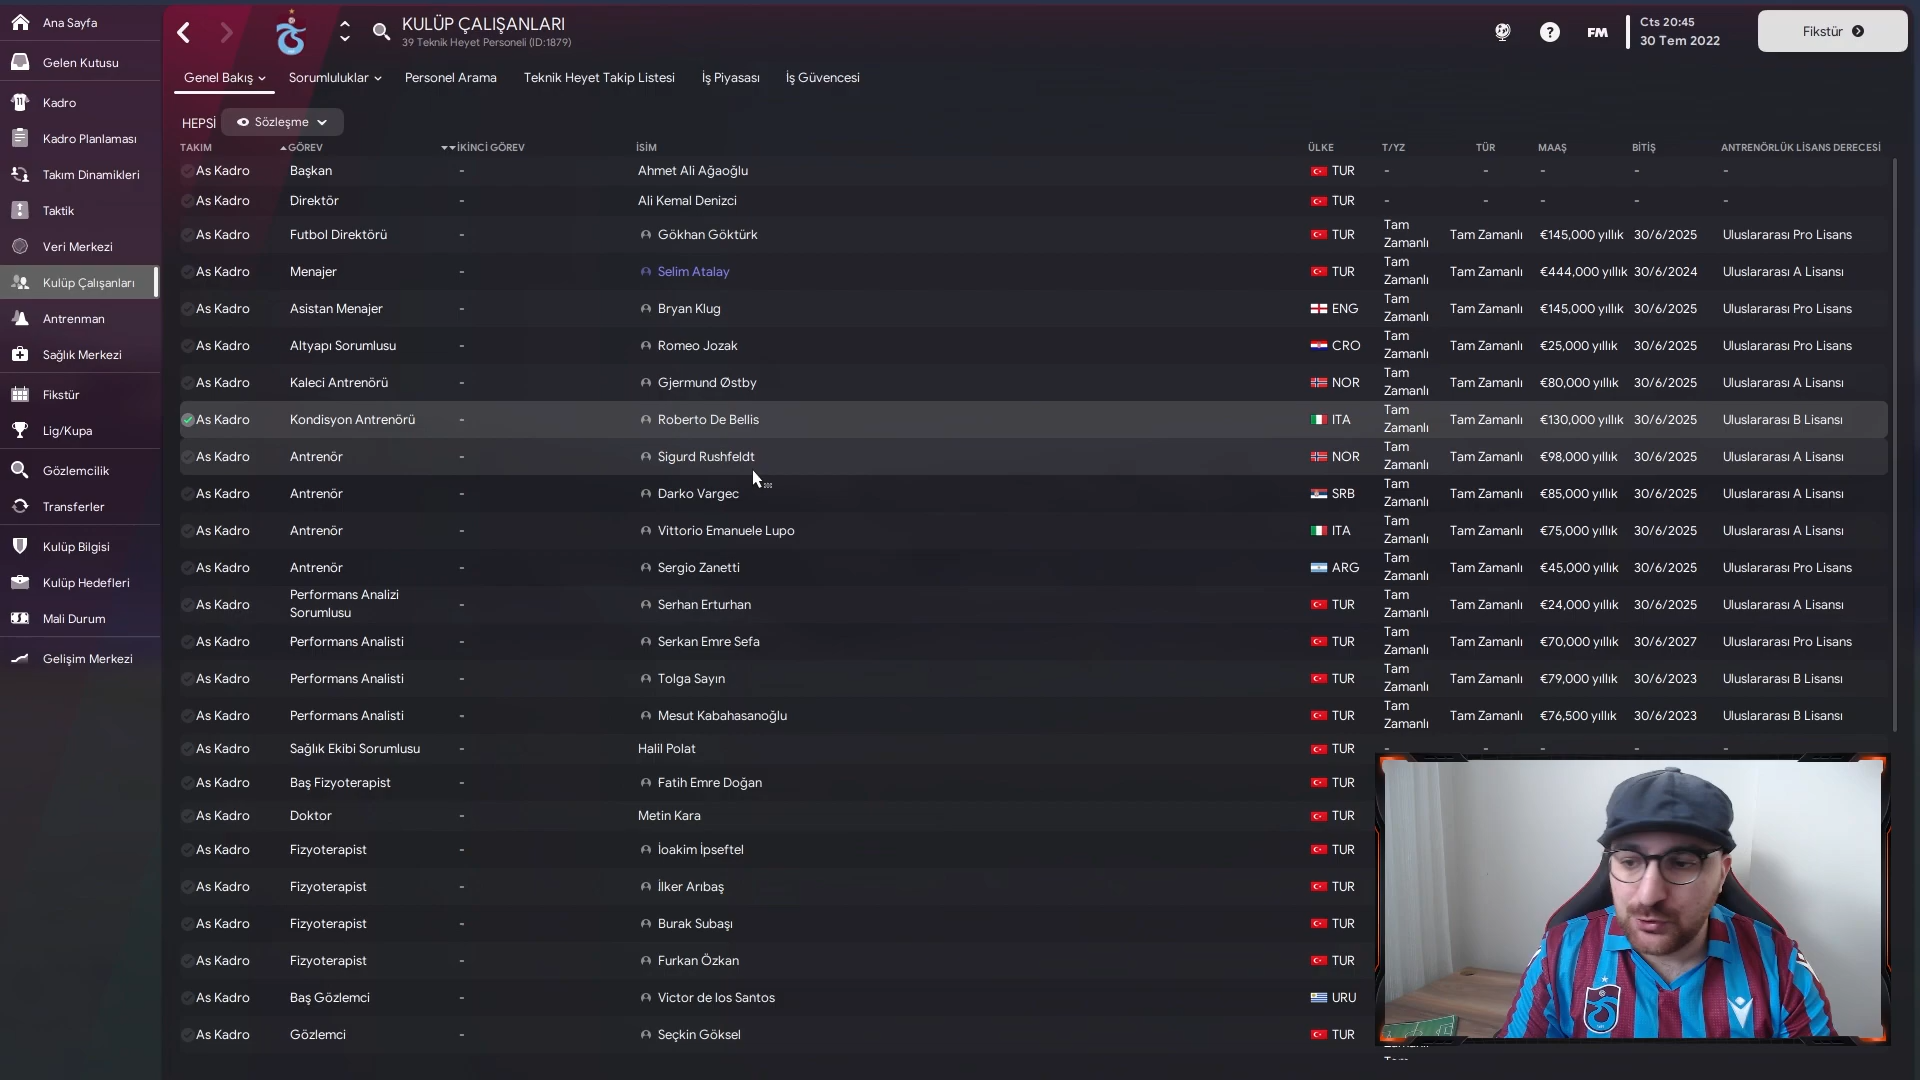 Ana Sayfa
Gelen Kutusu
Kadro
Kadro Planlaması
Takım Dinamikleri
Taktik
Veri Merkezi
Kulüp Çalışanları
Antrenman
Sağlık Merkezi
Fikstür
Lig/Kupa
Gözlemcilik
Transferler
Kulüp Bilgisi
Kulüp Hedefleri
Mali Durum
Gelişim Merkezi
KULÜP ÇALIŞANLARI
39 Teknik Heyet Personeli (ID:1879)
FM
Cts 20:45
30 Tem 2022
Fikstür
Genel Bakış Sorumluluklar Personel Arama Teknik Heyet Takip Listesi İş Piyasası İş Güvencesi
HEPSİ Sözleşme
TAKIM GÖREV İKİNCİ GÖREV İSİM ÜLKE T/YZ TÜR MAAŞ BİTİŞ ANTRENÖRLÜK LİSANS DERECESİ
As Kadro Başkan - Ahmet Ali Ağaoğlu TUR - - - - -
As Kadro Direktör - Ali Kemal Denizci TUR - - - - -
As Kadro Futbol Direktörü - Gökhan Göktürk TUR Tam Zamanlı Tam Zamanlı €145,000 yıllık 30/6/2025 Uluslararası Pro Lisans
As Kadro Menajer - Selim Atalay TUR Tam Zamanlı Tam Zamanlı €444,000 yıllık 30/6/2024 Uluslararası A Lisansı
As Kadro Asistan Menajer - Bryan Klug ENG Tam Zamanlı Tam Zamanlı €145,000 yıllık 30/6/2025 Uluslararası Pro Lisans
As Kadro Altyapı Sorumlusu - Romeo Jozak CRO Tam Zamanlı Tam Zamanlı €25,000 yıllık 30/6/2025 Uluslararası Pro Lisans
As Kadro Kaleci Antrenörü - Gjermund Østby NOR Tam Zamanlı Tam Zamanlı €80,000 yıllık 30/6/2025 Uluslararası A Lisansı
As Kadro Kondisyon Antrenörü - Roberto De Bellis ITA Tam Zamanlı Tam Zamanlı €130,000 yıllık 30/6/2025 Uluslararası B Lisansı
As Kadro Antrenör - Sigurd Rushfeldt NOR Tam Zamanlı Tam Zamanlı €98,000 yıllık 30/6/2025 Uluslararası A Lisansı
As Kadro Antrenör - Darko Vargec SRB Tam Zamanlı Tam Zamanlı €85,000 yıllık 30/6/2025 Uluslararası A Lisansı
As Kadro Antrenör - Vittorio Emanuele Lupo ITA Tam Zamanlı Tam Zamanlı €75,000 yıllık 30/6/2025 Uluslararası A Lisansı
As Kadro Antrenör - Sergio Zanetti ARG Tam Zamanlı Tam Zamanlı €45,000 yıllık 30/6/2025 Uluslararası Pro Lisans
As Kadro Performans Analizi Sorumlusu - Serhan Erturhan TUR Tam Zamanlı Tam Zamanlı €24,000 yıllık 30/6/2025 Uluslararası A Lisansı
As Kadro Performans Analisti - Serkan Emre Sefa TUR Tam Zamanlı Tam Zamanlı €70,000 yıllık 30/6/2027 Uluslararası Pro Lisans
As Kadro Performans Analisti - Tolga Sayın TUR Tam Zamanlı Tam Zamanlı €79,000 yıllık 30/6/2023 Uluslararası B Lisansı
As Kadro Performans Analisti - Mesut Kabahasanoğlu TUR Tam Zamanlı Tam Zamanlı €76,500 yıllık 30/6/2023 Uluslararası B Lisansı
As Kadro Sağlık Ekibi Sorumlusu - Halil Polat TUR - - - - -
As Kadro Baş Fizyoterapist - Fatih Emre Doğan TUR
As Kadro Doktor - Metin Kara TUR
As Kadro Fizyoterapist - İoakim İpseftel TUR
As Kadro Fizyoterapist - İlker Arıbaş TUR
As Kadro Fizyoterapist - Burak Subaşı TUR
As Kadro Fizyoterapist - Furkan Özkan TUR
As Kadro Baş Gözlemci - Victor de los Santos URU
As Kadro Gözlemci - Seçkin Göksel TUR